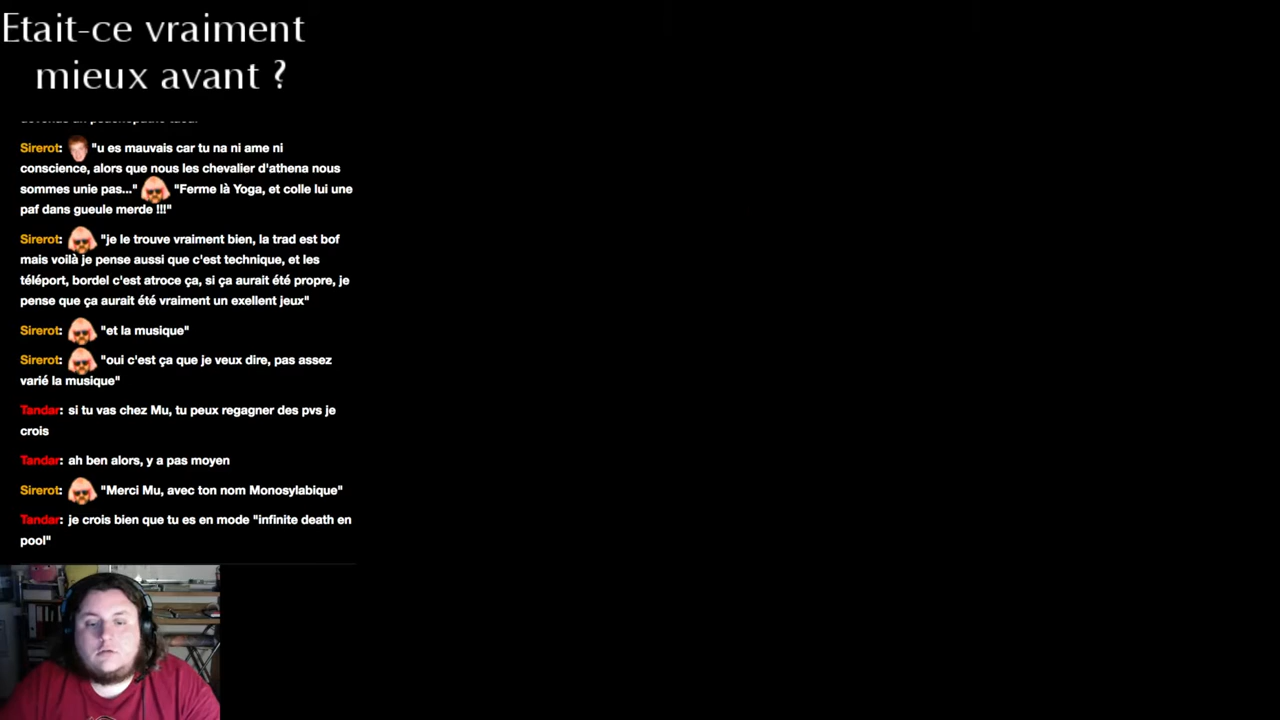 Etait-ce vraiment
mieux avant ?
Sirerot: "u es mauvais car tu na ni ame ni
conscience, alors que nous les chevalier d'athena nous
sommes unie pas..." "Ferme là Yoga, et colle lui une
paf dans gueule merde !!!"
Sirerot: "je le trouve vraiment bien, la trad est bof
mais voilà je pense aussi que c'est technique, et les
téléport, bordel c'est atroce ça, si ça aurait été propre, je
pense que ça aurait été vraiment un exellent jeux"
Sirerot: "et la musique"
Sirerot: "oui c'est ça que je veux dire, pas assez
varié la musique"
Tandar: si tu vas chez Mu, tu peux regagner des pvs je
crois
Tandar: ah ben alors, y a pas moyen
Sirerot: "Merci Mu, avec ton nom Monosylabique"
Tandar: je crois bien que tu es en mode "infinite death en
pool"